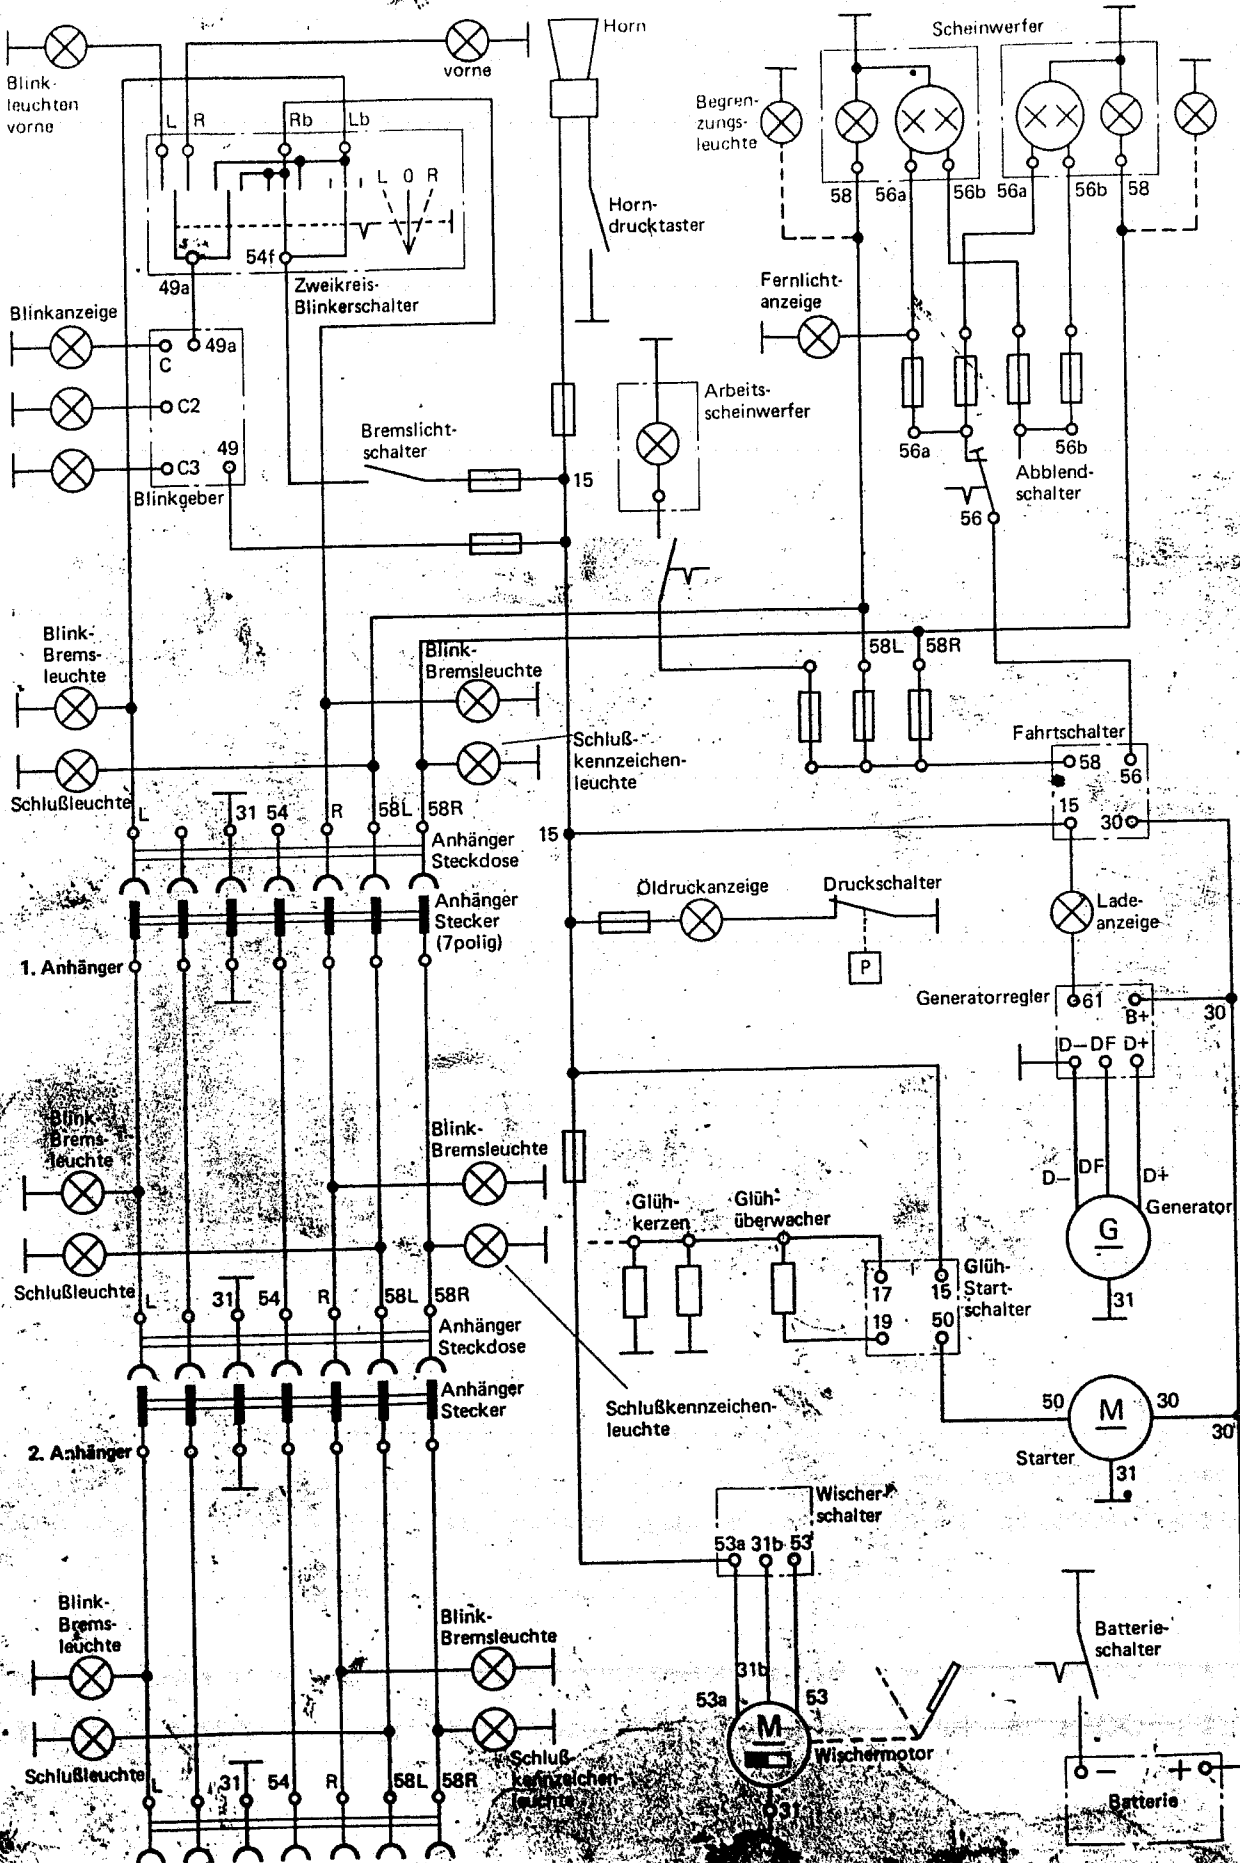 Horn
Scheinwerfer
vorne
Blink-
leuchten
vorne
Begren-
zungs-
leuchte
L
R
Rb
Lb
L O R
58
56a
56b
56a
56b
58
Horn-
drucktaster
49a
54f
Zweikreis-
Blinkerschalter
Fernlicht-
anzeige
Blinkanzeige
49a
C
C2
49
C3
Blinkgeber
Arbeits-
scheinwerfer
Bremslicht-
schalter
15
56a
56b
Abblend-
schalter
56
Blink-
Brems-
leuchte
Blink-
Bremsleuchte
58L
58R
Schluß-
kennzeichen-
leuchte
Fahrtschalter
58
56
15
30
Schlußleuchte
L
31
54
R
58L
58R
Anhänger
Steckdose
15
Öldruckanzeige
Druckschalter
P
Lade-
anzeige
Anhänger
Stecker
(7polig)
1. Anhänger
Generatorregler
61
B+
30
D–
DF
D+
Blink-
Brems-
leuchte
Blink-
Bremsleuchte
D–
DF
D+
Generator
G
31
Glüh-
kerzen
Glüh-
überwacher
17
15
19
50
Glüh-
Start-
schalter
Schlußleuchte
L
31
54
R
58L
58R
Anhänger
Steckdose
Anhänger
Stecker
Schlußkennzeichen-
leuchte
50
M
30
30
Starter
31
2. Anhänger
Wischer-
schalter
53a
31b
53
Blink-
Brems-
leuchte
Blink-
Bremsleuchte
Batterie-
schalter
31b
53a
53
M
Wischermotor
31
Schlußleuchte
Schluß-
kennzeichen-
leuchte
L
31
54
R
58L
58R
–
+
Batterie